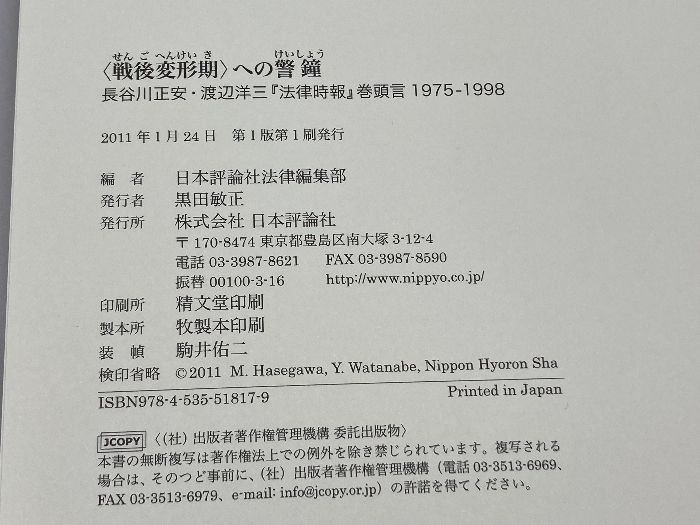 せんごへんけいき けいしょう
〈戦後変形期〉への警鐘
長谷川正安・渡辺洋三『法律時報』巻頭言 1975-1998
2011年1月24日 第1版第1刷発行
編 者 日本評論社法律編集部
発行者 黒田敏正
発行所 株式会社 日本評論社
〒170-8474 東京都豊島区南大塚3-12-4
電話 03-3987-8621 FAX 03-3987-8590
振替 00100-3-16 http://www.nippyo.co.jp/
印刷所 精文堂印刷
製本所 牧製本印刷
装 幀 駒井佑二
検印省略 ©2011 M. Hasegawa, Y. Watanabe, Nippon Hyoron Sha
ISBN978-4-535-51817-9 Printed in Japan
JCOPY 〈(社)出版者著作権管理機構 委託出版物〉
本書の無断複写は著作権法上での例外を除き禁じられています。複写される
場合は、そのつど事前に、(社)出版者著作権管理機構(電話 03-3513-6969、
FAX 03-3513-6979、e-mail: info@jcopy.or.jp)の許諾を得てください。